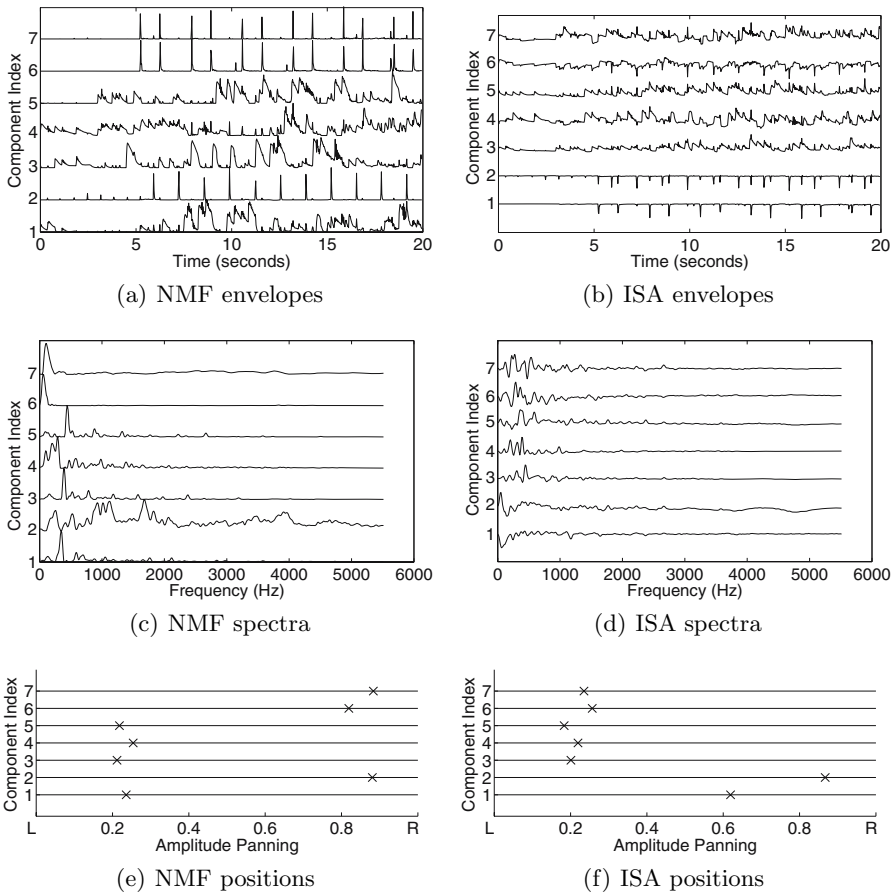 Component Index
7
6
5
4
3
2
1
0 5 10 15 20
Time (seconds)
(a) NMF envelopes
Component Index
7
6
5
4
3
2
1
0 5 10 15 20
Time (seconds)
(b) ISA envelopes
Component Index
7
6
5
4
3
2
1
0 1000 2000 3000 4000 5000 6000
Frequency (Hz)
(c) NMF spectra
Component Index
7
6
5
4
3
2
1
0 1000 2000 3000 4000 5000 6000
Frequency (Hz)
(d) ISA spectra
Component Index
7
6
5
4
3
2
1
L 0.2 0.4 0.6 0.8 R
Amplitude Panning
(e) NMF positions
Component Index
7
6
5
4
3
2
1
L 0.2 0.4 0.6 0.8 R
Amplitude Panning
(f) ISA positions